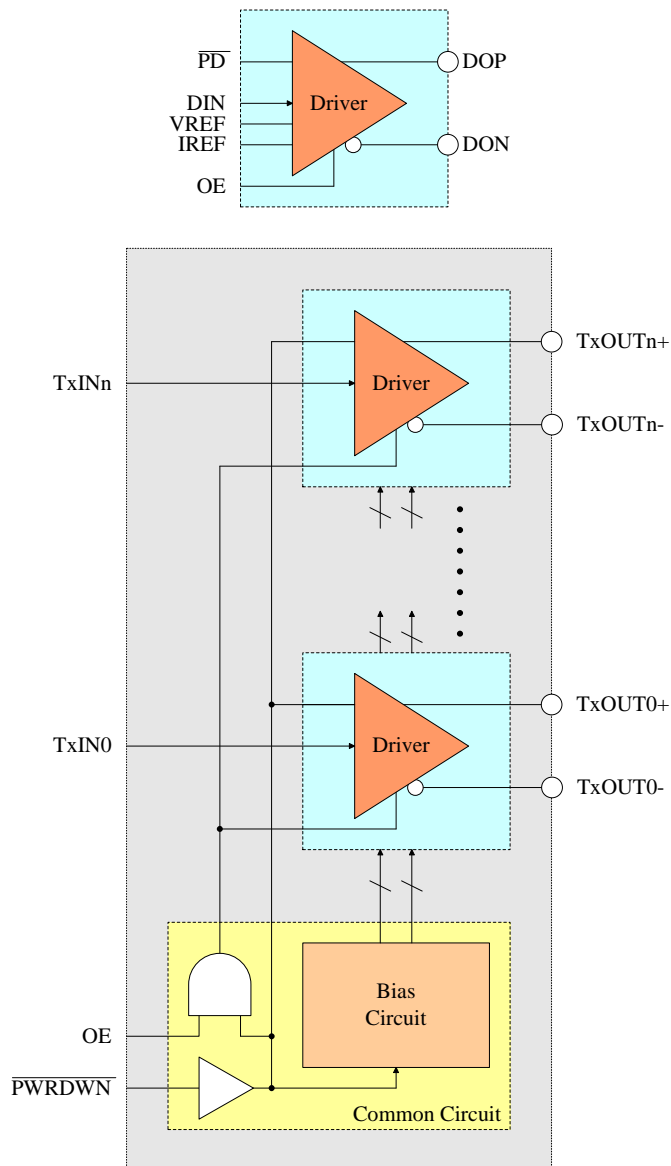 PD
DIN
VREF
IREF
OE
Driver
DOP
DON
TxINn
Driver
TxOUTn+
TxOUTn-
TxIN0
Driver
TxOUT0+
TxOUT0-
OE
PWRDWN
Bias
Circuit
Common Circuit